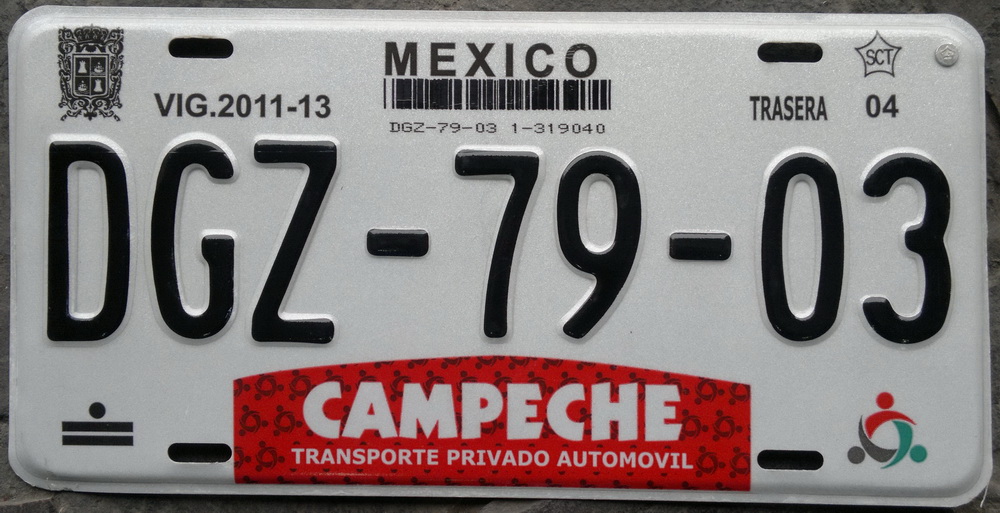 MEXICO
SCT
VIG.2011-13
TRASERA 04
DGZ-79-03 1-319040
DGZ-79-03
CAMPECHE
TRANSPORTE PRIVADO AUTOMOVIL